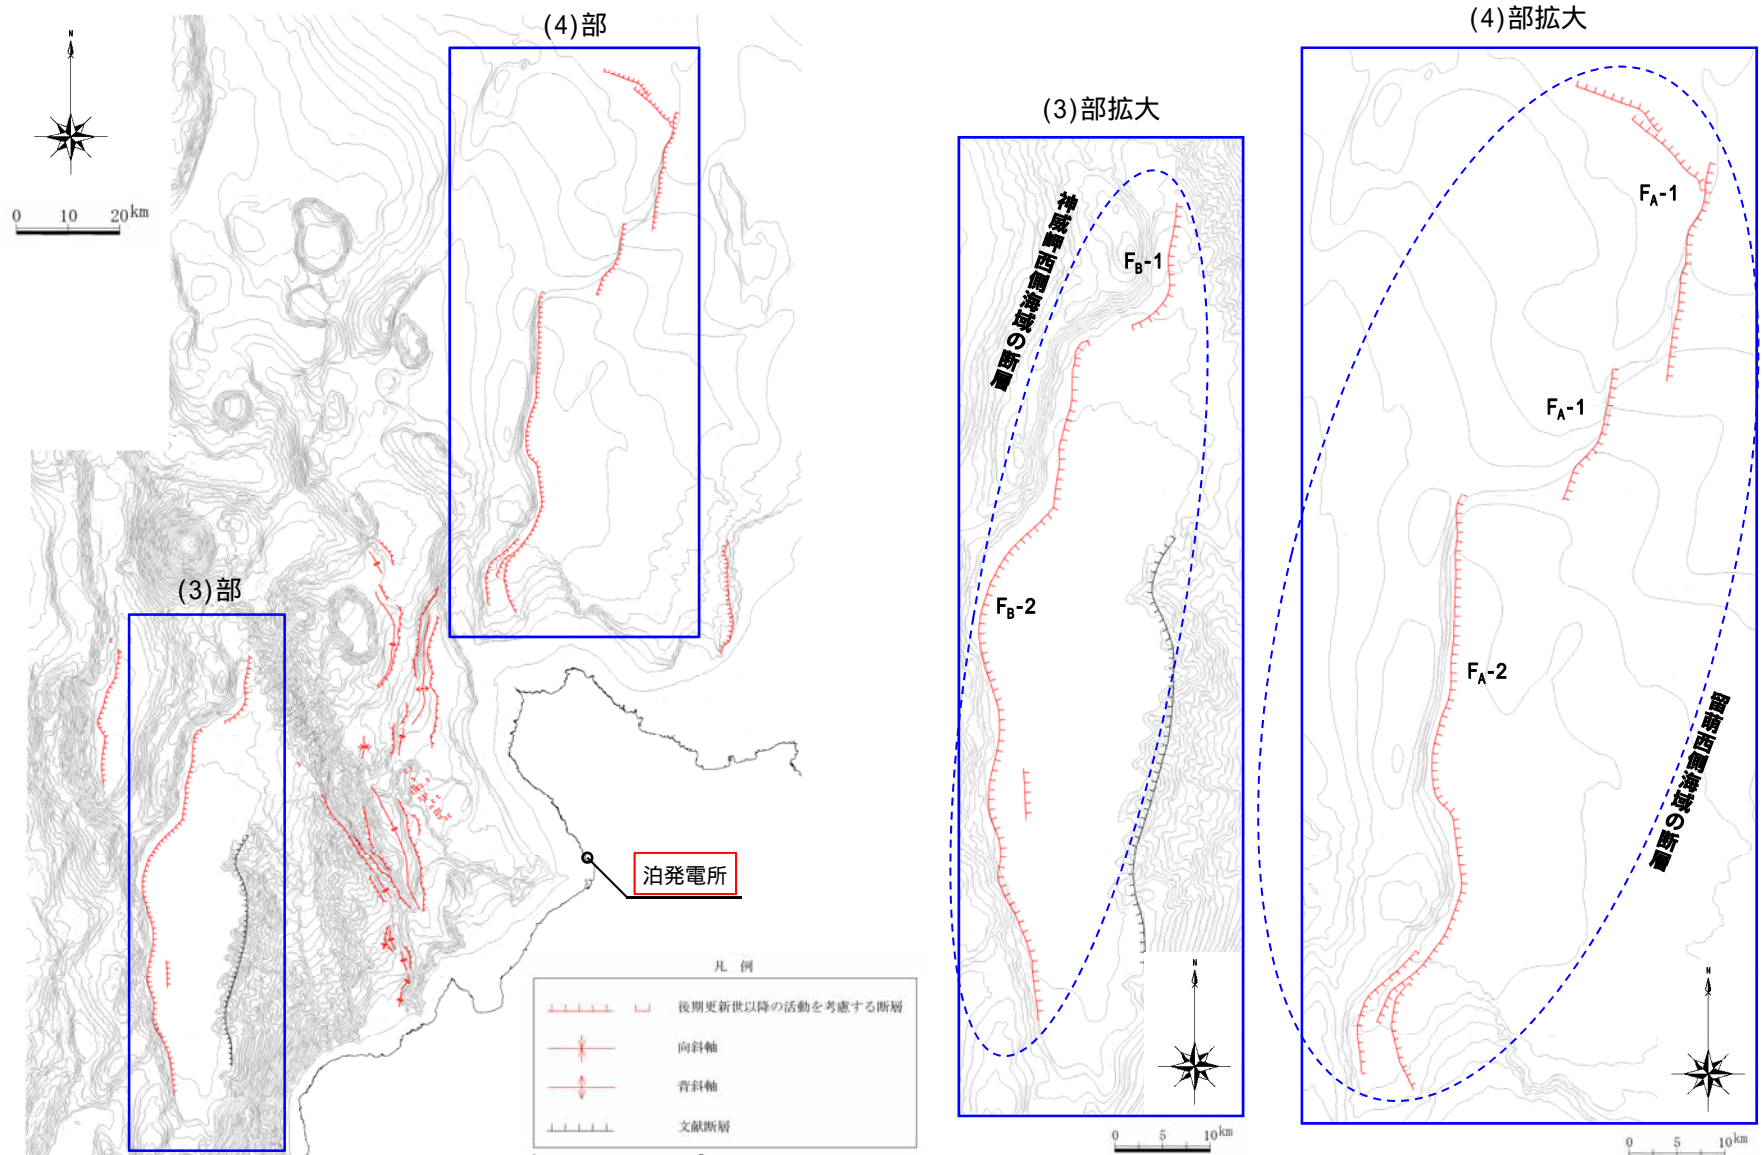 (4)部
N
0 10 20km
(3)部
泊発電所
凡 例
後期更新世以降の活動を考慮する断層
向斜軸
背斜軸
文献断層
(3)部拡大
神威岬西側海域の断層
FB-1
FB-2
N
0 5 10km
(4)部拡大
FA-1
FA-1
FA-2
留萌西側海域の断層
N
0 5 10km